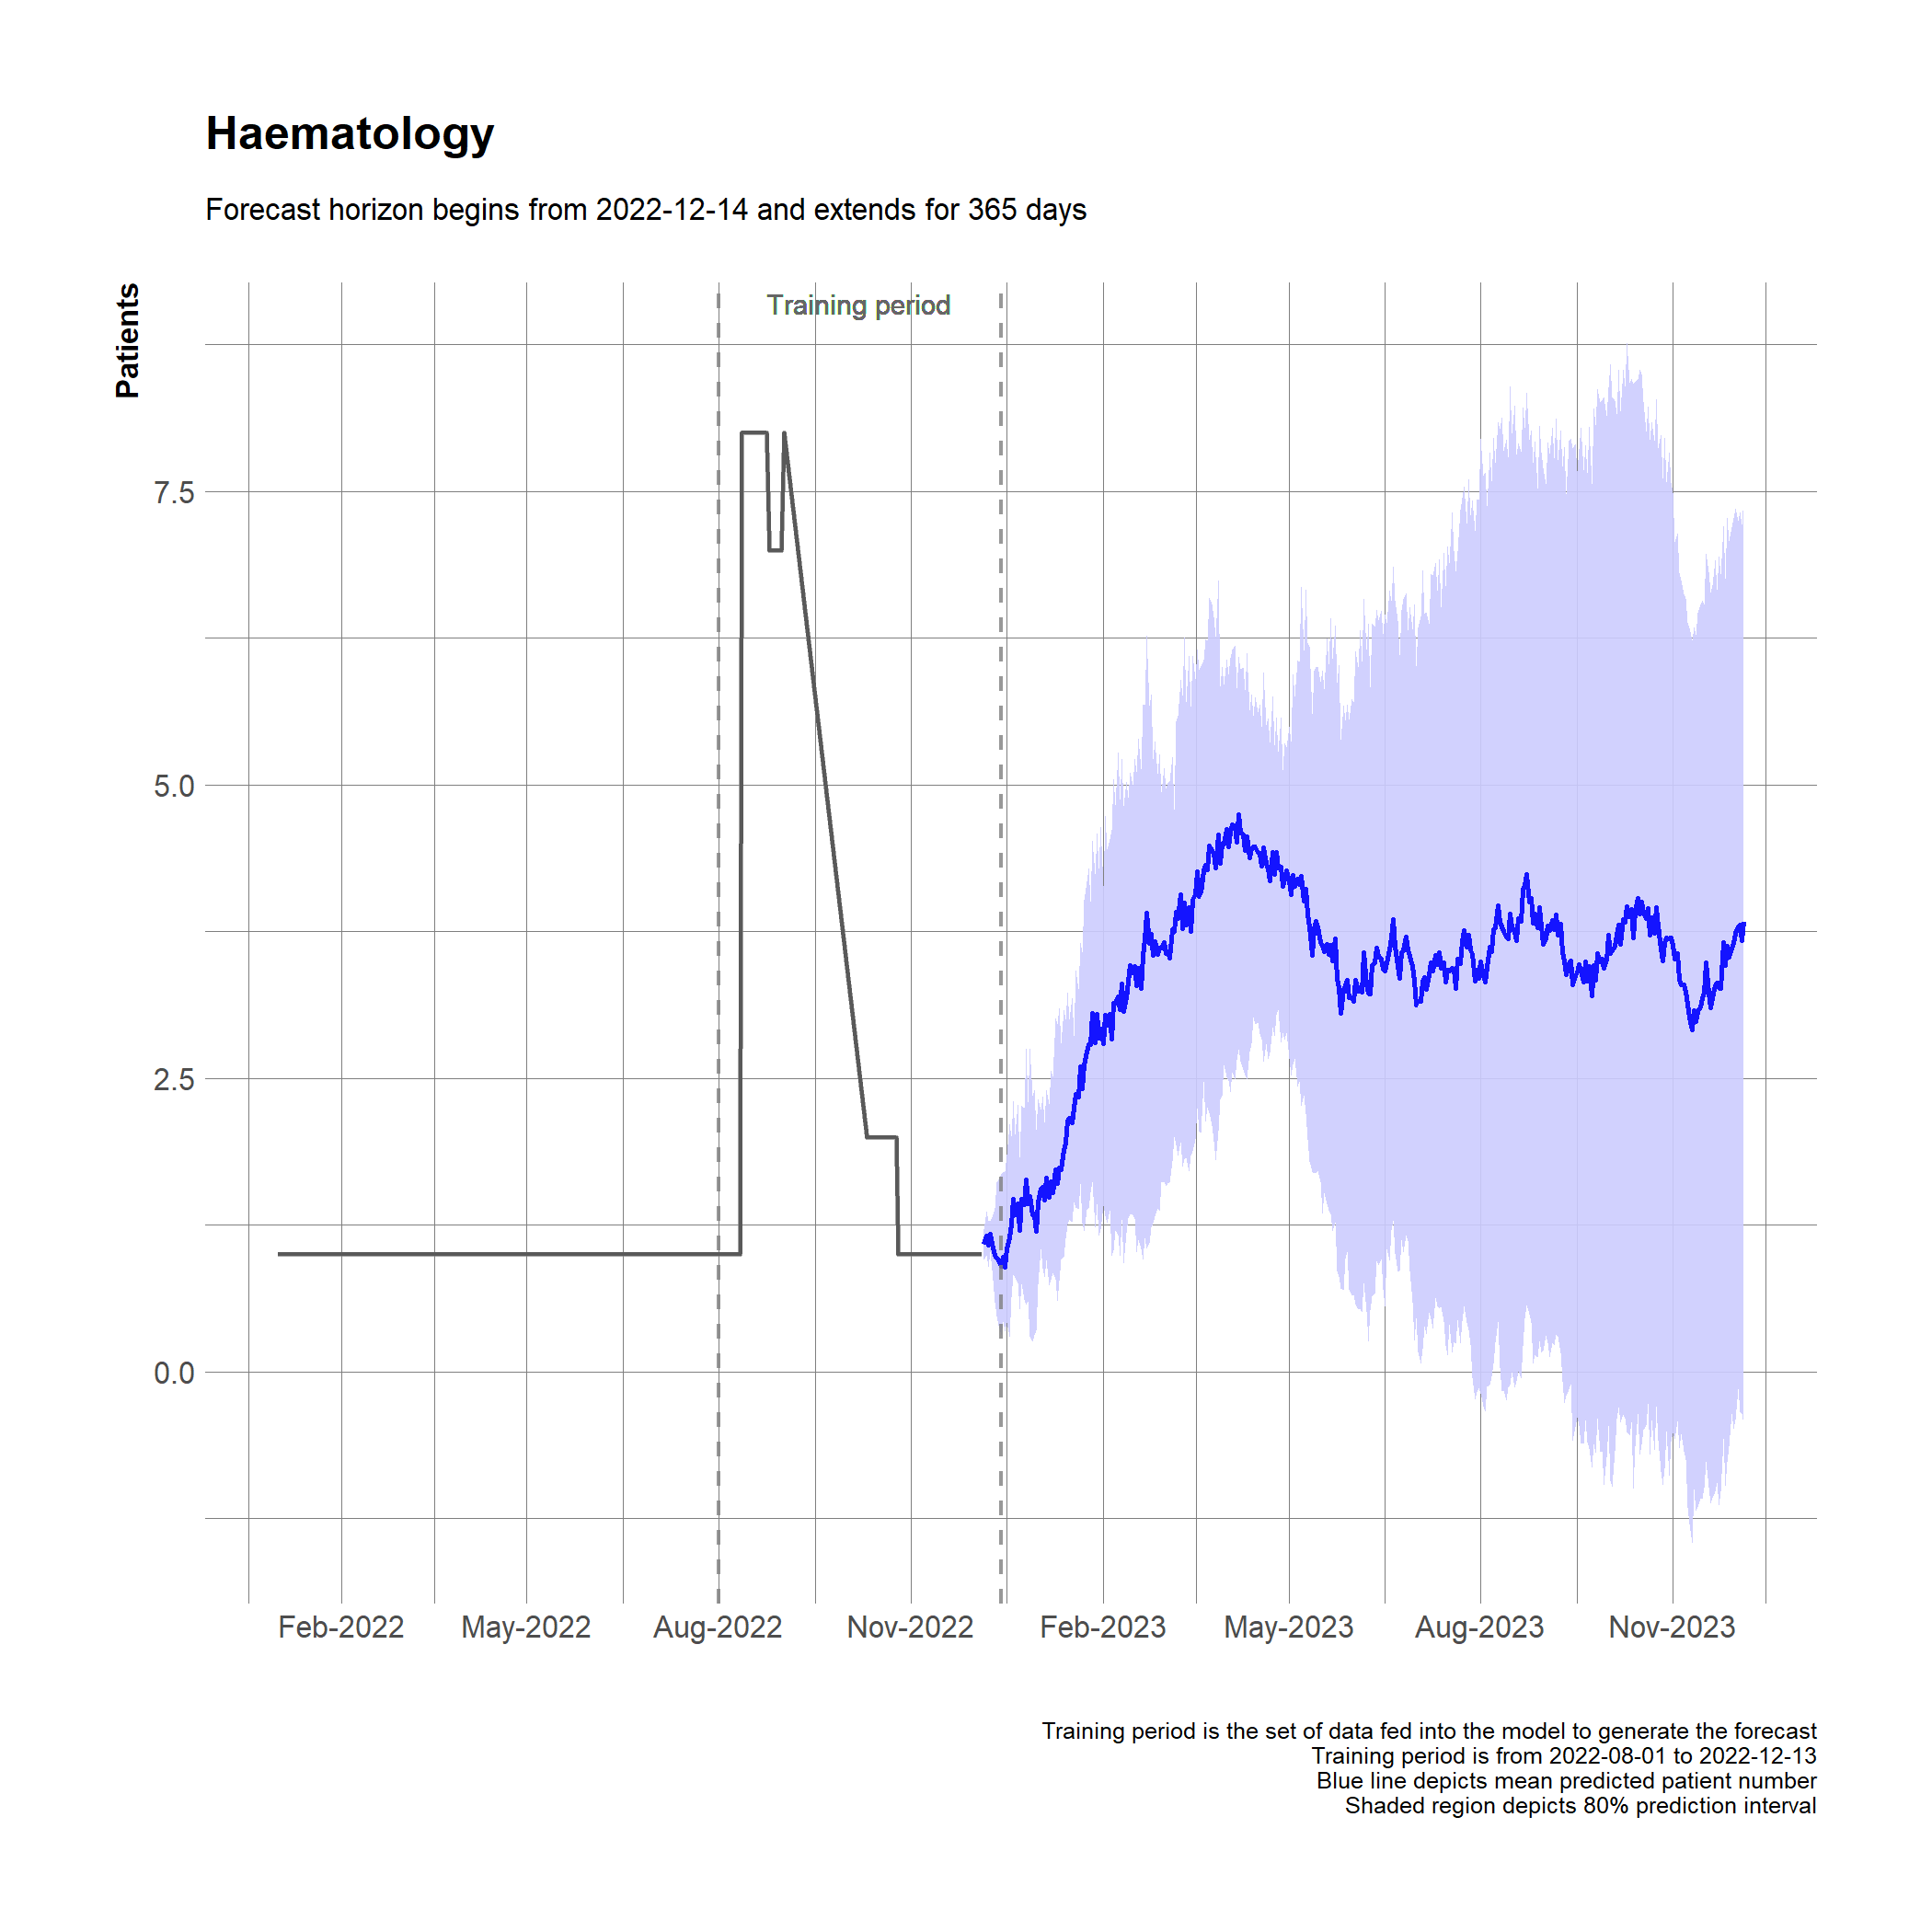 Haematology
Forecast horizon begins from 2022-12-14 and extends for 365 days
Patients
Training period
7.5
5.0
2.5
0.0
Feb-2022 May-2022 Aug-2022 Nov-2022 Feb-2023 May-2023 Aug-2023 Nov-2023
Training period is the set of data fed into the model to generate the forecast
Training period is from 2022-08-01 to 2022-12-13
Blue line depicts mean predicted patient number
Shaded region depicts 80% prediction interval